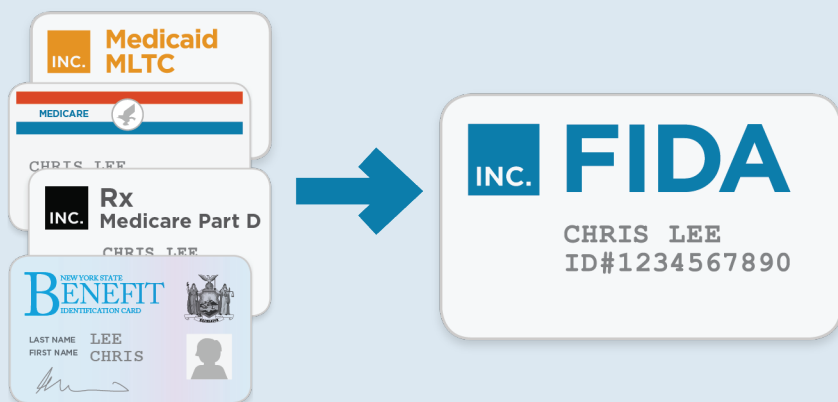 INC.
Medicaid
MLTC
MEDICARE
CHRIS LEE
INC.
Rx
Medicare Part D
CHRIS LEE
NEW YORK STATE
BENEFIT
IDENTIFICATION CARD
LAST NAME LEE
FIRST NAME CHRIS
INC.
FIDA
CHRIS LEE
ID#1234567890